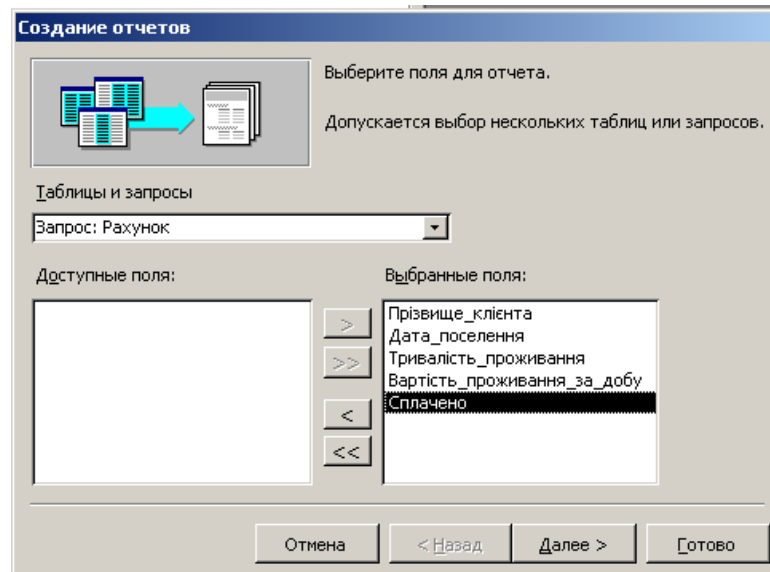 Создание отчетов
Выберите поля для отчета.
Допускается выбор нескольких таблиц или запросов.
Таблицы и запросы
Запрос: Рахунок
Доступные поля:
Выбранные поля:
Прізвище_клієнта
Дата_поселення
Тривалість_проживання
Вартість_проживання_за_добу
Сплачено
>
>>
<
<<
Отмена
< Назад
Далее >
Готово